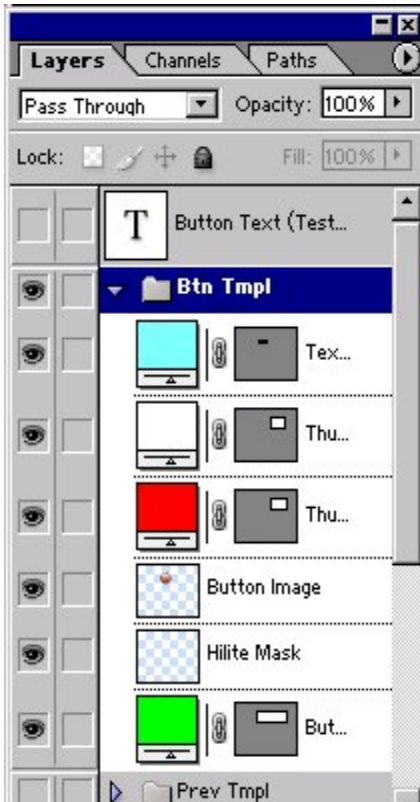 Layers Channels Paths
Pass Through Opacity: 100%
Lock: Fill: 100%
T Button Text (Test...
Btn Tmpl
Tex...
Thu...
Thu...
Button Image
Hilite Mask
But...
Prev Tmpl